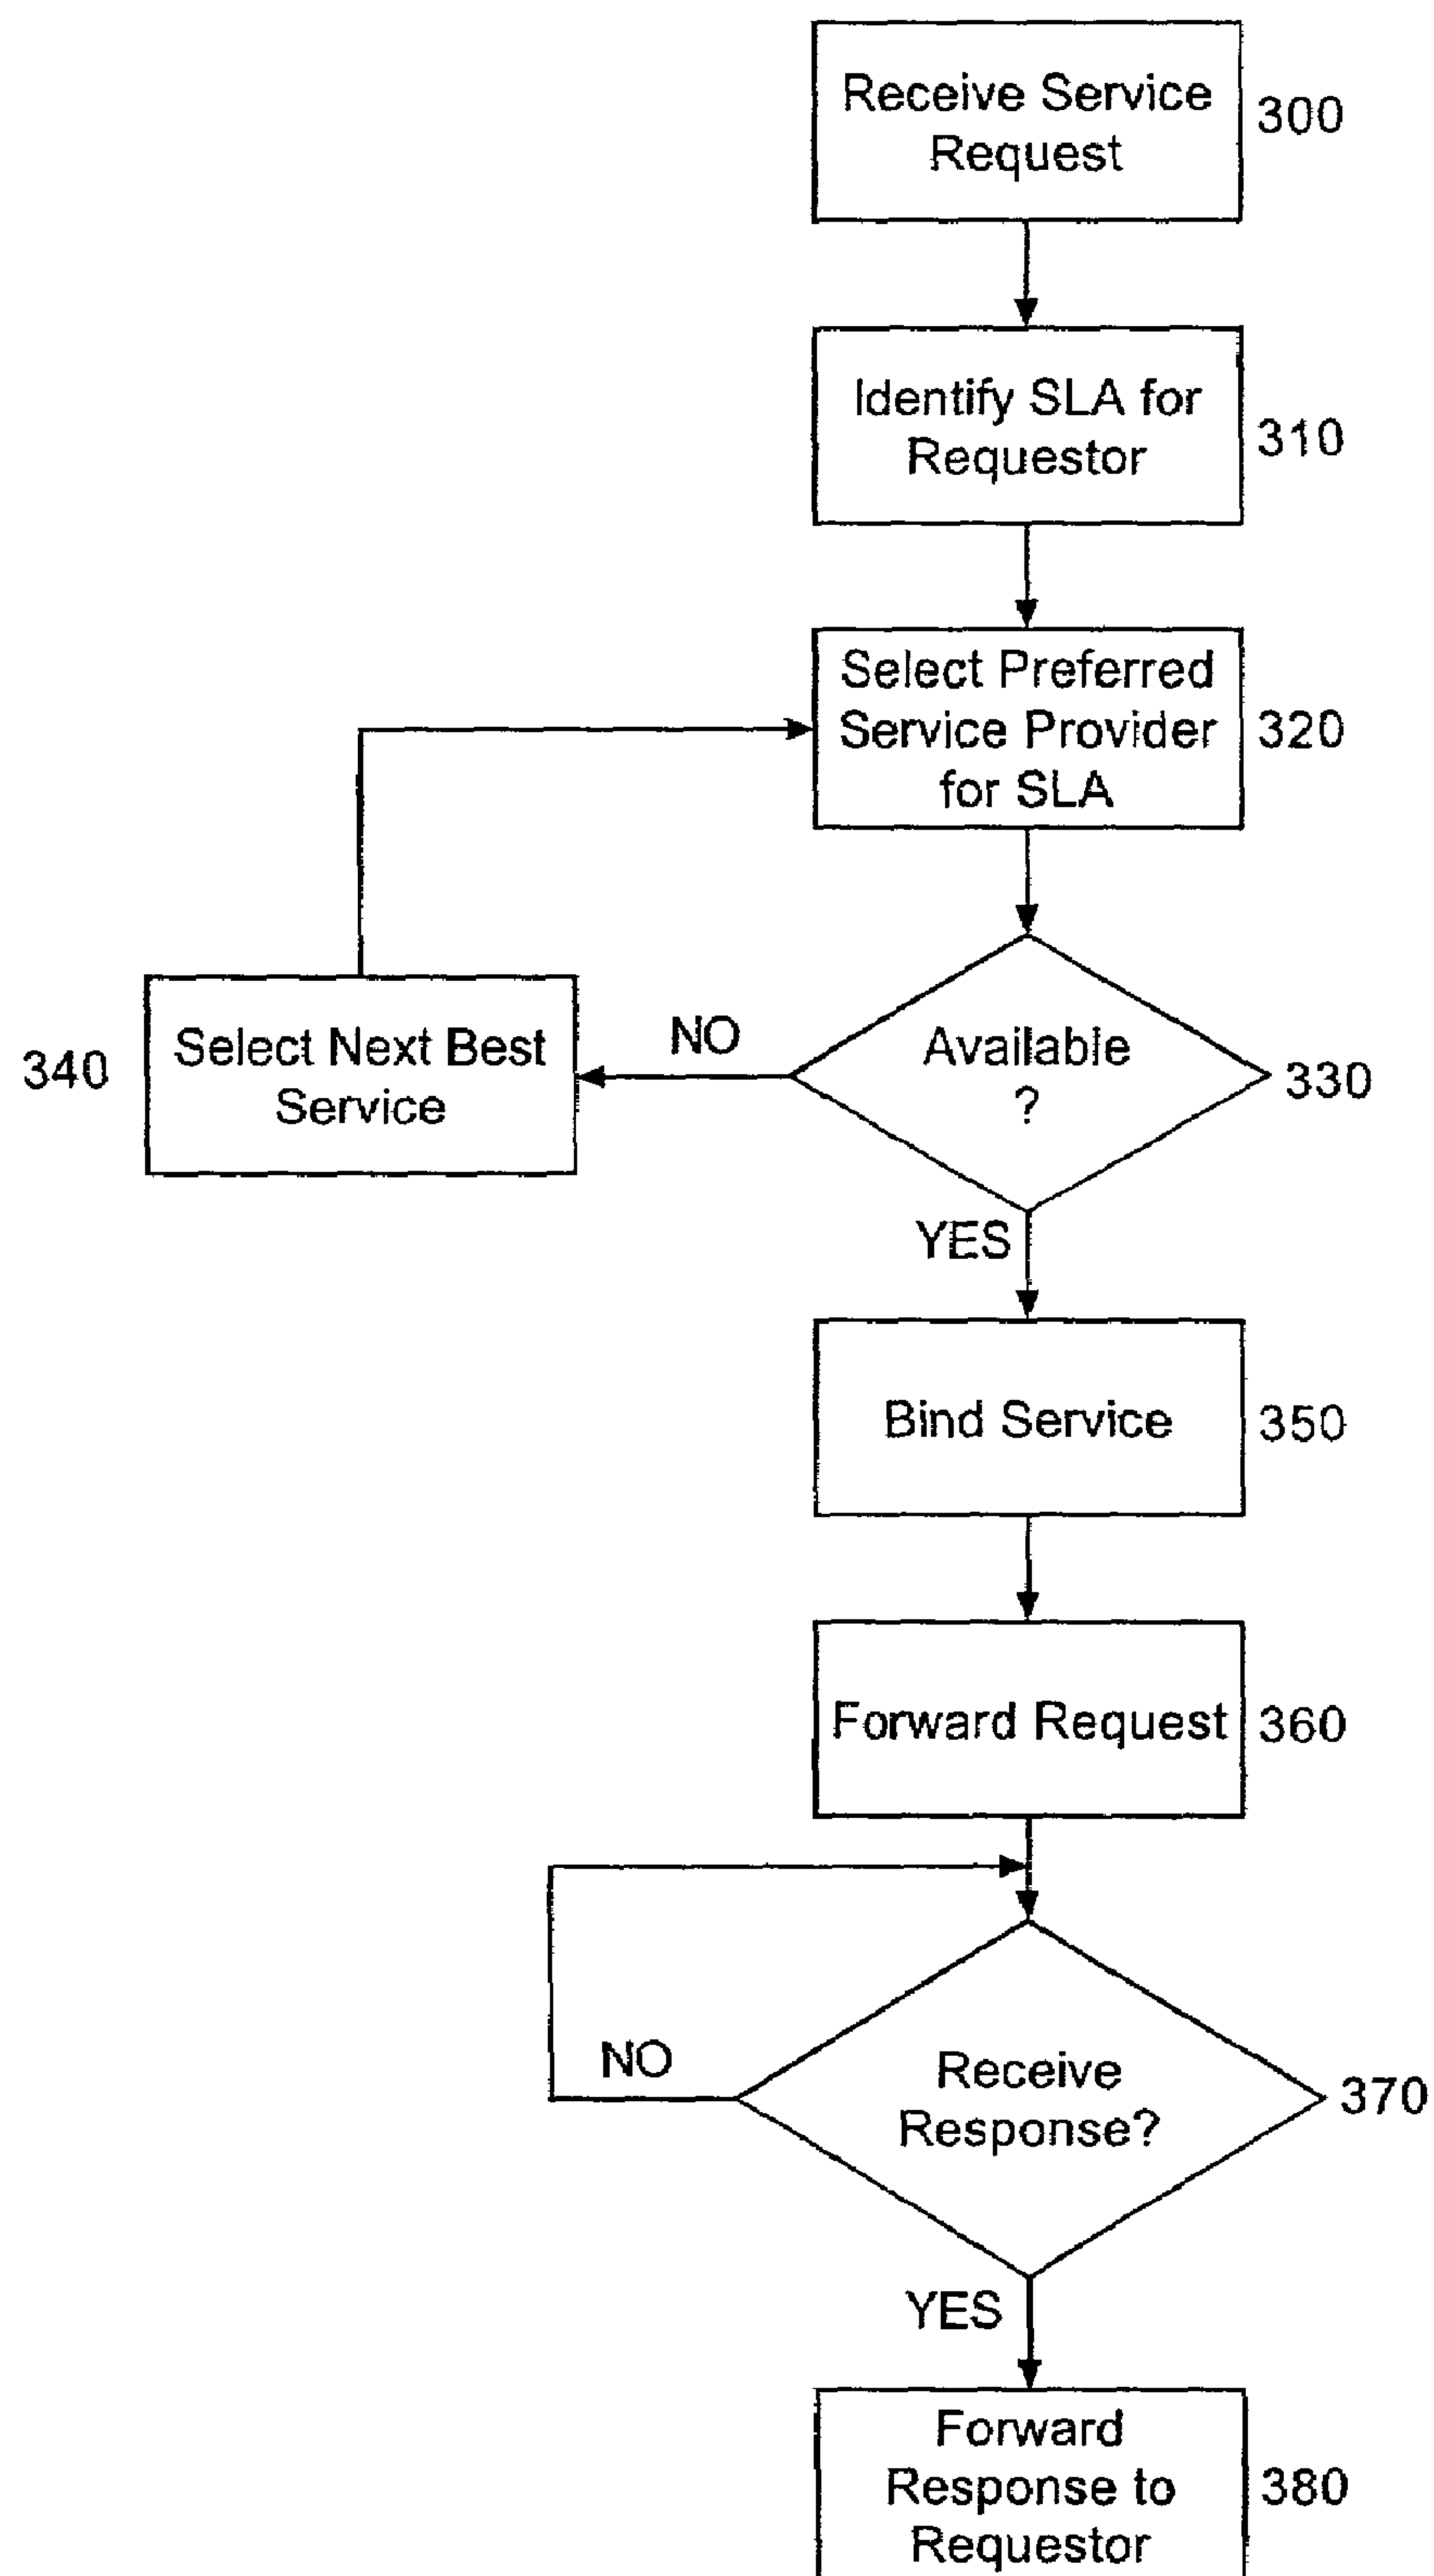 Receive Service
Request
300
Identify SLA for
Requestor
310
Select Preferred
Service Provider
for SLA
320
Available
?
330
NO
340
Select Next Best
Service
YES
Bind Service
350
Forward Request
360
Receive
Response?
370
NO
YES
Forward
Response to
Requestor
380